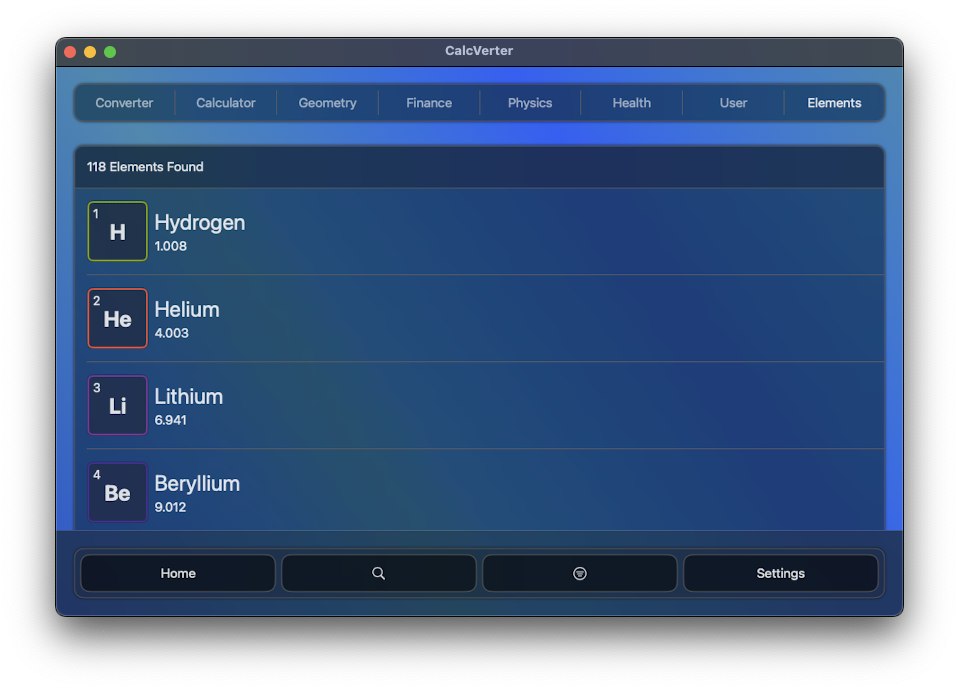 CalcVerter
Converter Calculator Geometry Finance Physics Health User Elements
118 Elements Found
1
H
Hydrogen
1.008
2
He
Helium
4.003
3
Li
Lithium
6.941
4
Be
Beryllium
9.012
Home Settings